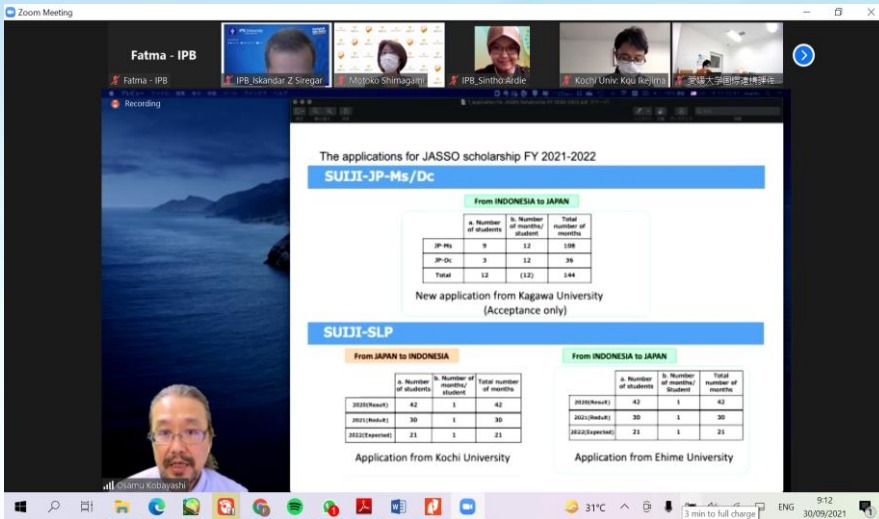 Zoom Meeting
Fatma - IPB
Fatma - IPB
IPB_Iskandar Z Siregar
Motoko Shimagami
IPB_Sintho Ardie
Kochi Univ. Kou Ikejima
Recording
The applications for JASSO scholarship FY 2021-2022
SUIJI-JP-Ms/Dc
From INDONESIA to JAPAN
a. Number of students b. Number of months/ student Total number of months
JP-Ms 9 12 108
JP-Dc 3 12 36
Total 12 (12) 144
New application from Kagawa University
(Acceptance only)
SUIJI-SLP
From JAPAN to INDONESIA
a. Number of students b. Number of months/ student Total number of months
2020(Result) 42 1 42
2021(Redult) 30 1 30
2022(Expected) 21 1 21
Application from Kochi University
From INDONESIA to JAPAN
a. Number of students b. Number of months/ Student Total number of months
2020(Result) 42 1 42
2021(Redult) 30 1 30
2022(Expected) 21 1 21
Application from Ehime University
Osamu Kobayashi
31°C
ENG
9:12
30/09/2021
3 min to full charge